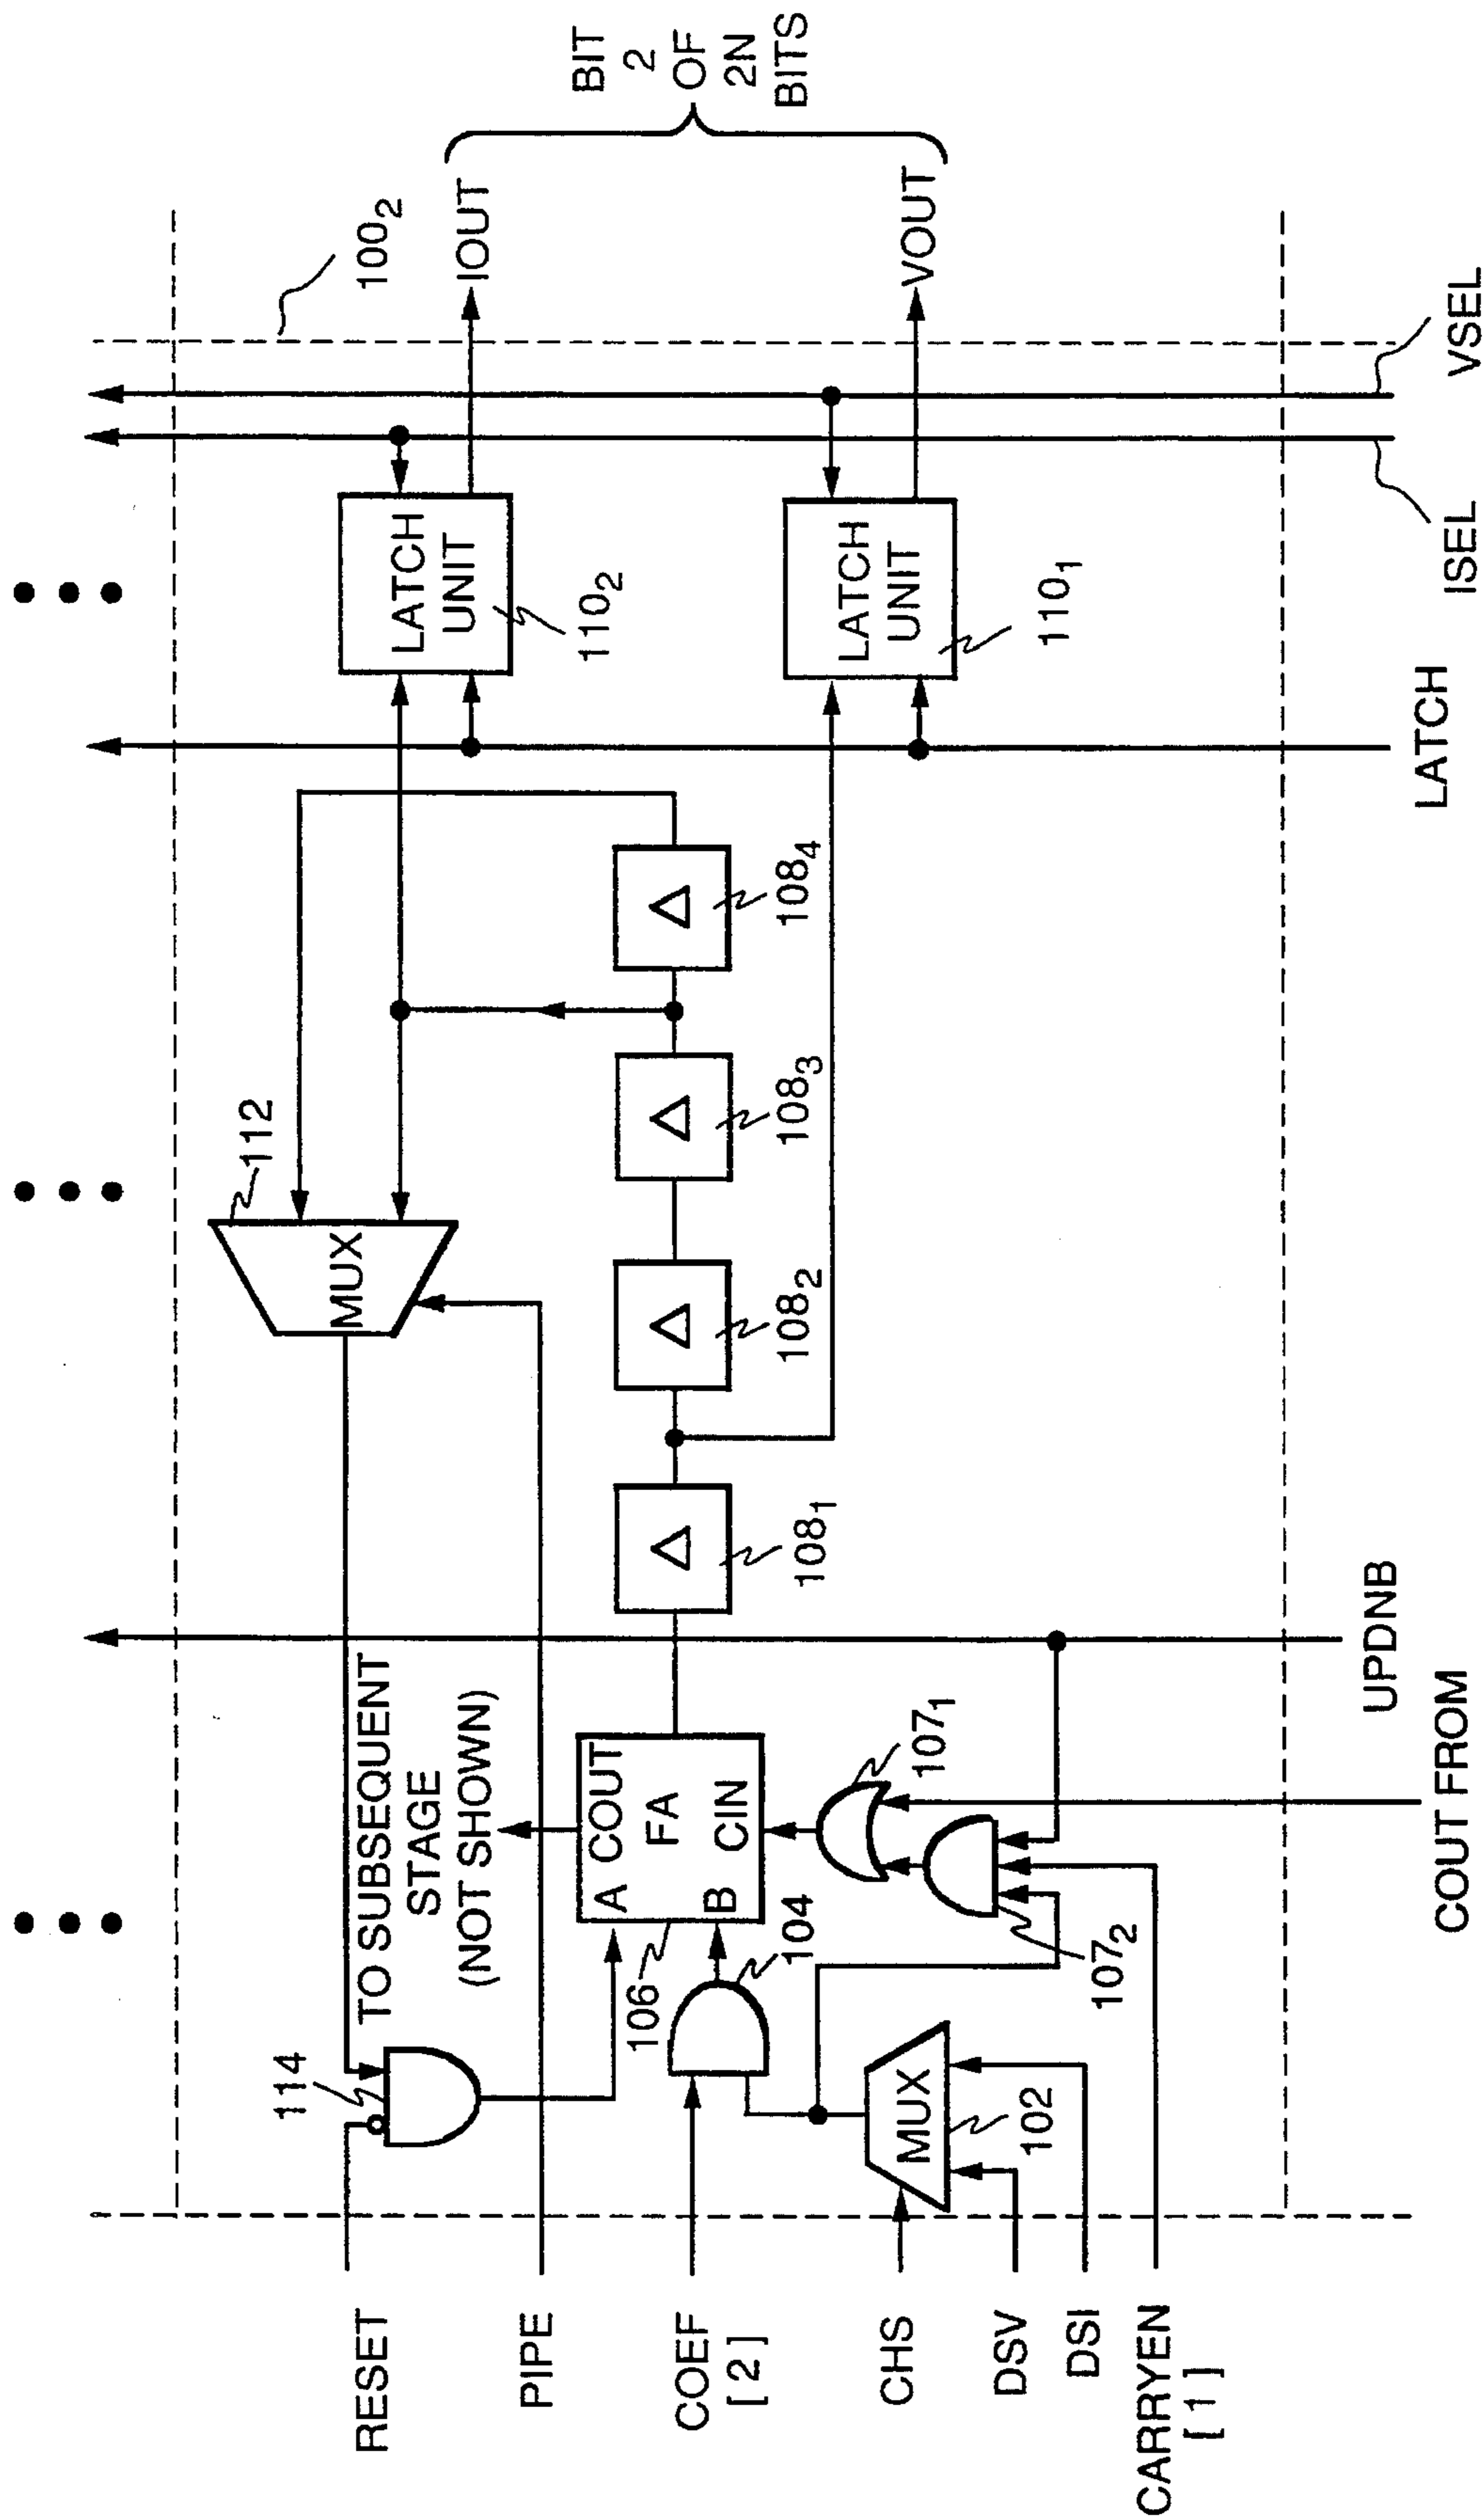 RESET
PIPE
COEF
[ 2 ]
CHS
DSV
DSI
CARRYEN
[ 1 ]
114
TO SUBSEQUENT
STAGE
(NOT SHOWN)
106
A
COUT
FA
B
CIN
104
MUX
102
107₁
107₂
COUT FROM
UPDNB
MUX
112
Δ
108₁
Δ
108₂
Δ
108₃
Δ
108₄
LATCH
LATCH
UNIT
110₂
LATCH
UNIT
110₁
ISEL
VSEL
100₂
IOUT
VOUT
BIT
2
OF
2N
BITS